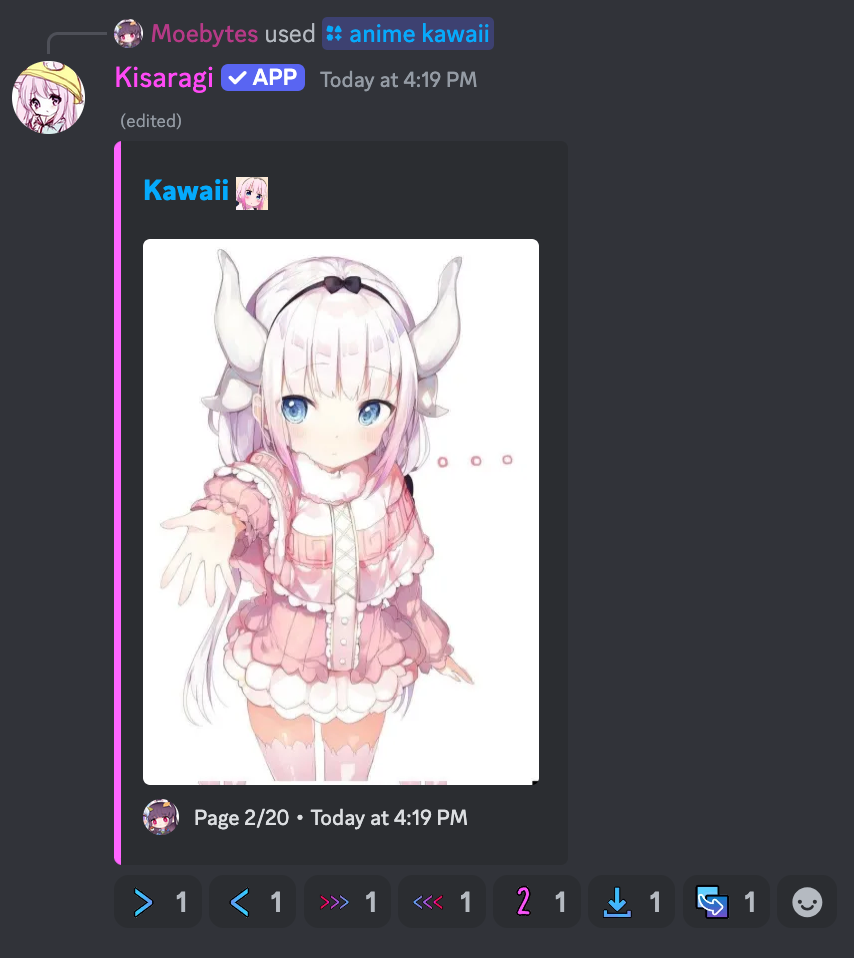 Moebytes used anime kawaii
Kisaragi APP Today at 4:19 PM
(edited)
Kawaii
Page 2/20 • Today at 4:19 PM
> 1 < 1 >>> 1 <<< 1 2 1 1 1